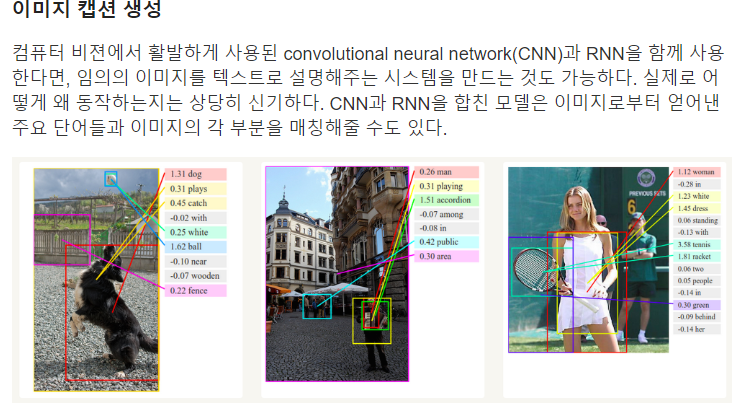 이미지 캡션 생성
컴퓨터 비젼에서 활발하게 사용된 convolutional neural network(CNN)과 RNN을 함께 사용
한다면, 임의의 이미지를 텍스트로 설명해주는 시스템을 만드는 것도 가능하다. 실제로 어
떻게 왜 동작하는지는 상당히 신기하다. CNN과 RNN을 합친 모델은 이미지로부터 얻어낸
주요 단어들과 이미지의 각 부분을 매칭해줄 수도 있다.
1.31 dog
0.31 plays
0.45 catch
-0.02 with
0.25 white
1.62 ball
-0.10 near
-0.07 wooden
0.22 fence
0.26 man
0.31 playing
1.51 accordion
-0.07 among
-0.08 in
0.42 public
0.30 area
PREVIOUS
6
1.12 woman
-0.28 in
1.23 white
1.45 dress
0.06 standing
-0.13 with
3.58 tennis
1.81 racket
0.06 two
0.05 people
-0.14 in
0.30 green
-0.09 behind
-0.14 her